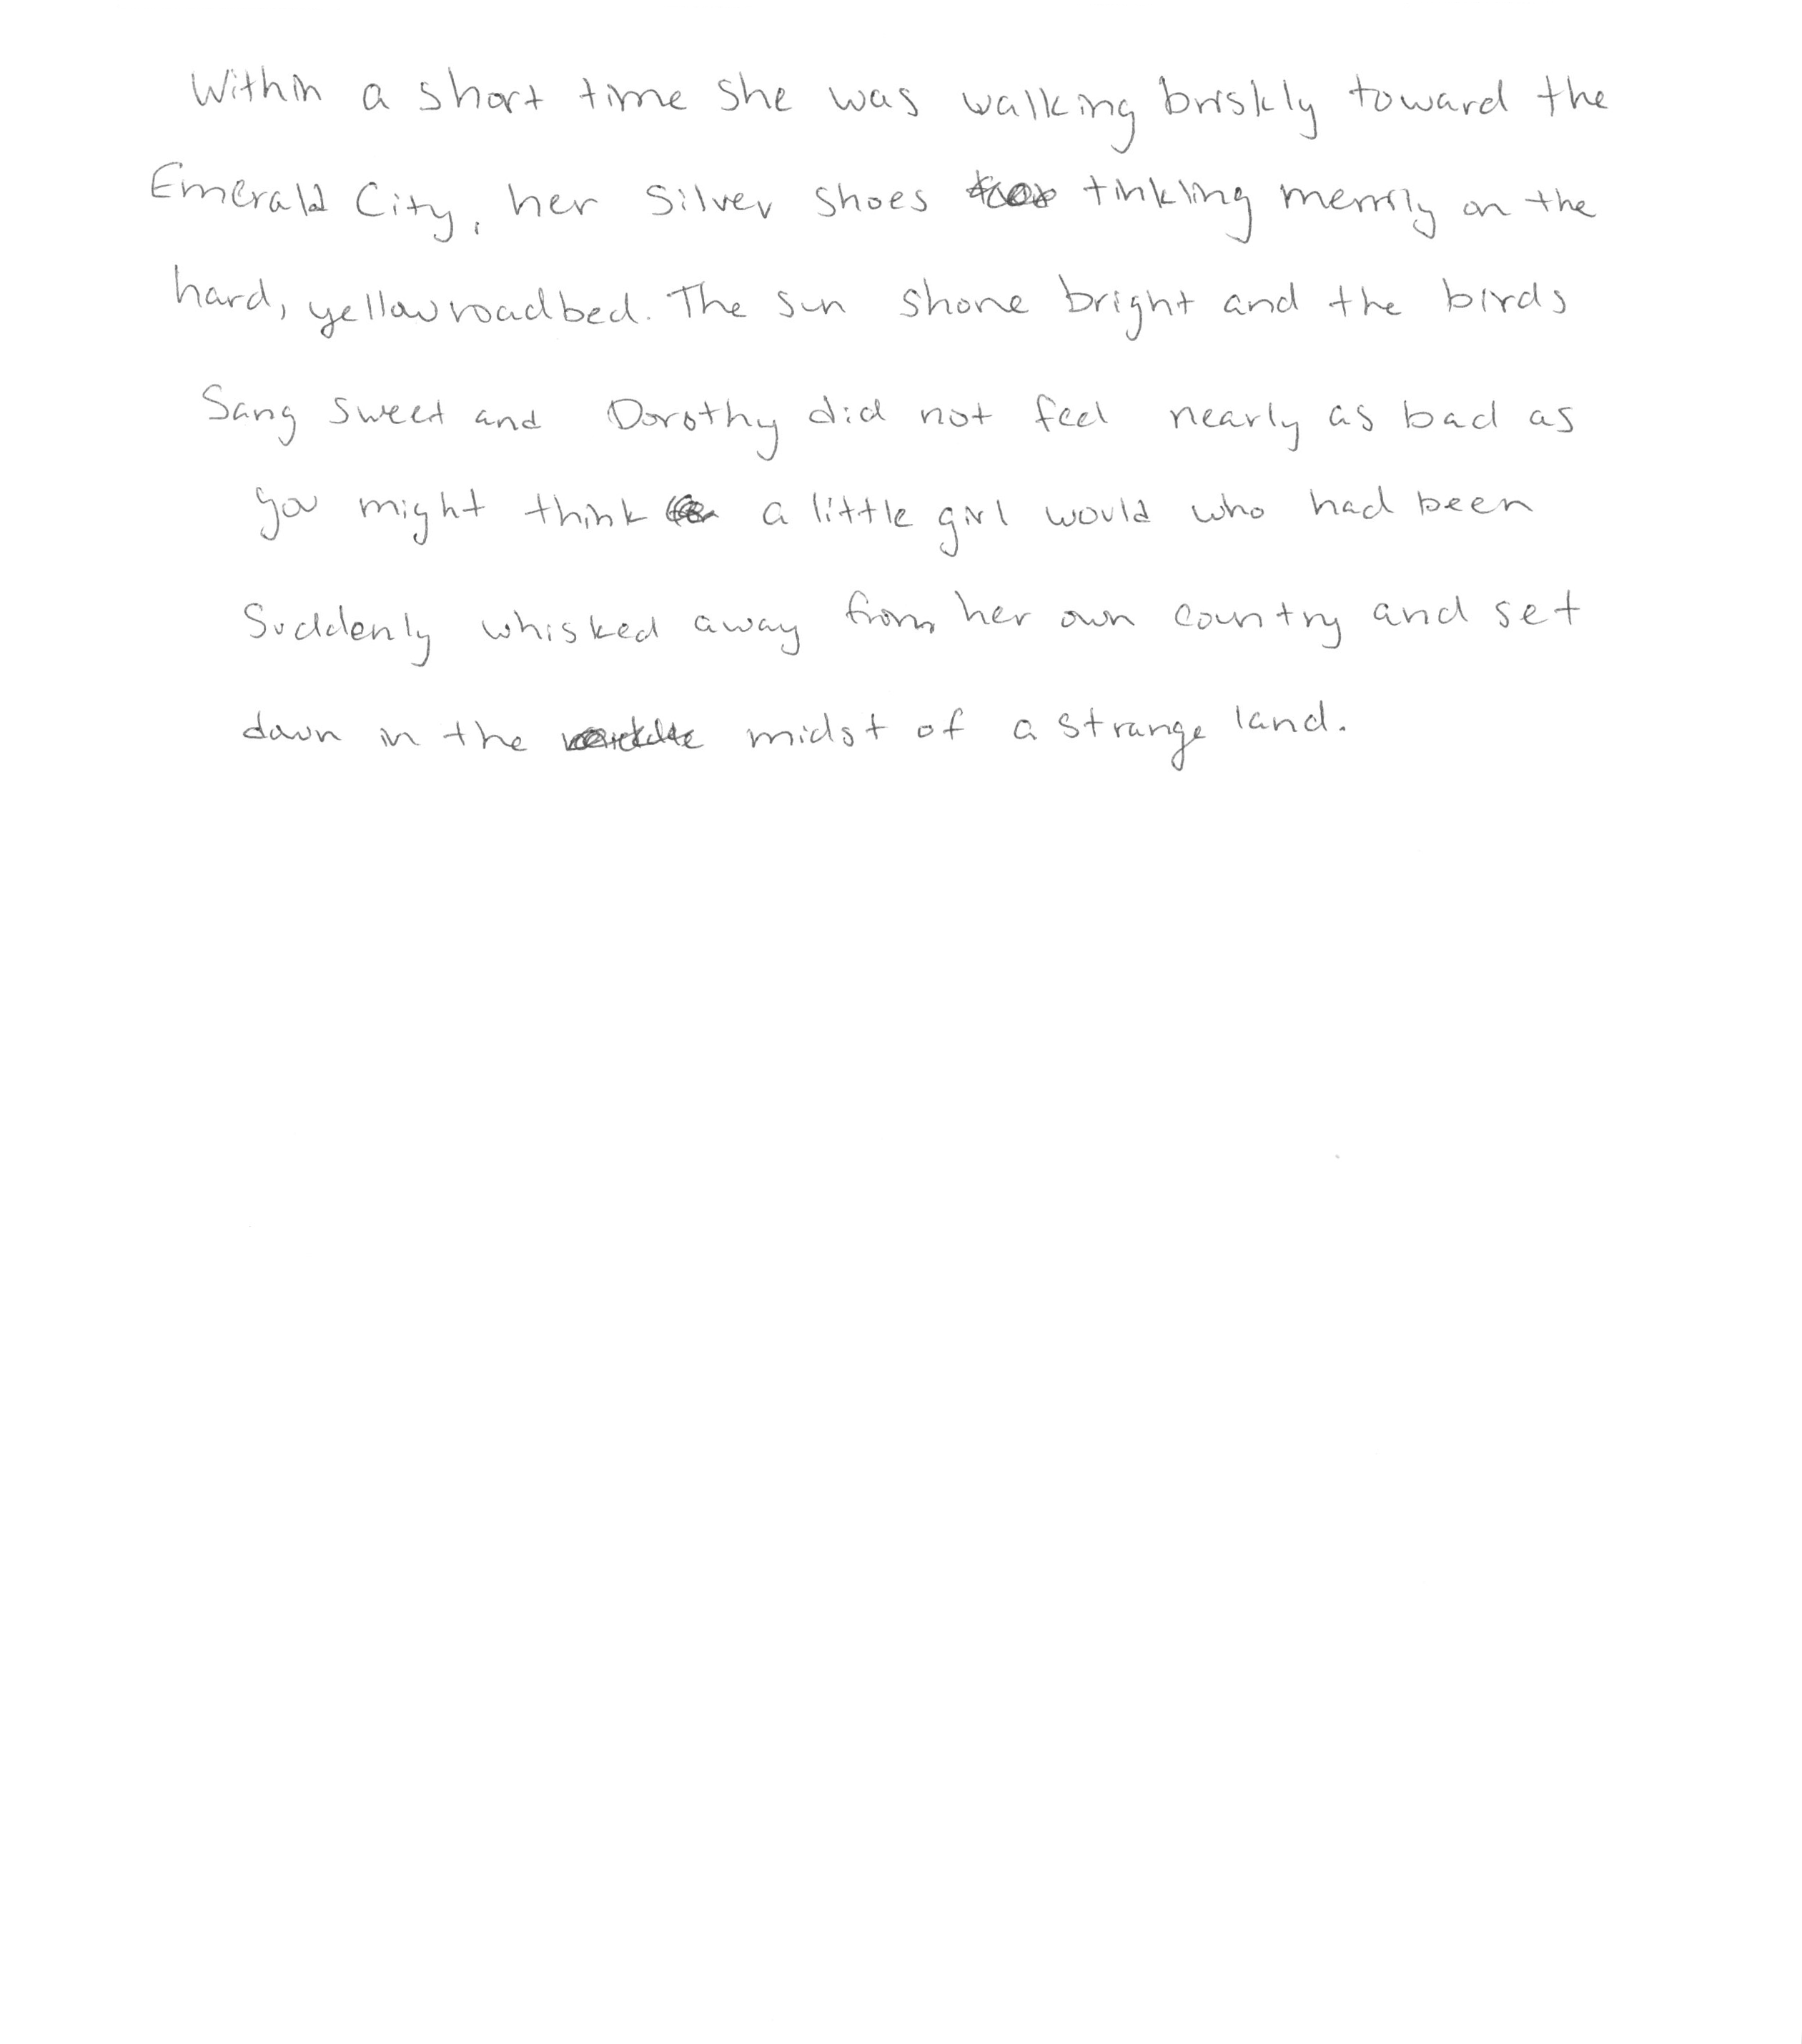 Within a short time she was walking briskly toward the
Emerald City, her Silver shoes tinkling merrily on the
hard, yellow roadbed. The sun shone bright and the birds
Sang sweet and Dorothy did not feel nearly as bad as
you might think a little girl would who had been
Suddenly whisked away from her own country and set
down in the midst of a strange land.